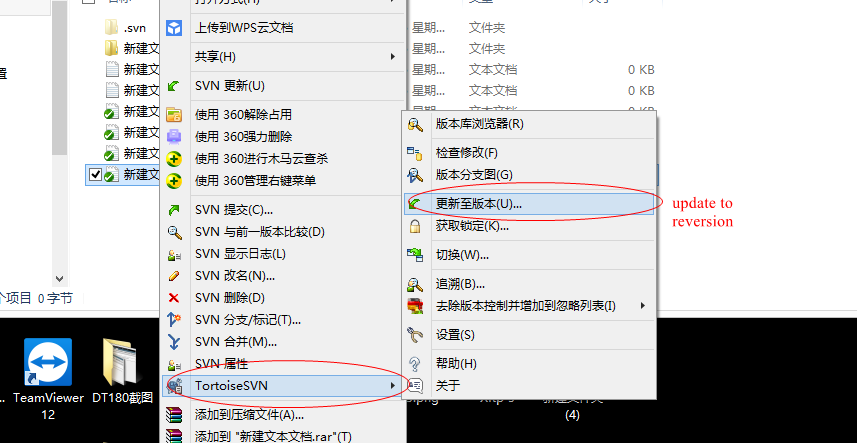 打开方式(H)
.svn
上传到WPS云文档
星期...
文件夹
新建文
共享(H)
星期...
文件夹
新建文
星期...
文本文档
0 KB
新建文
SVN 更新(U)
星期...
文本文档
0 KB
新建文
使用 360解除占用
新建文
使用 360强力删除
版本库浏览器(R)
新建文
使用 360进行木马云查杀
检查修改(F)
新建文
使用 360管理右键菜单
版本分支图(G)
SVN 提交(C)...
更新至版本(U)...
update to
reversion
SVN 与前一版本比较(D)
获取锁定(K)...
SVN 显示日志(L)
切换(W)...
SVN 改名(N)...
追溯(B)...
个项目
0 字节
SVN 删除(D)
去除版本控制并增加到忽略列表(I)
SVN 分支/标记(T)...
设置(S)
SVN 合并(M)...
帮助(H)
SVN 属性
关于
TortoiseSVN
TeamViewer
12
DT180截图
添加到压缩文件(A)...
(4)
添加到 "新建文本文档.rar"(T)